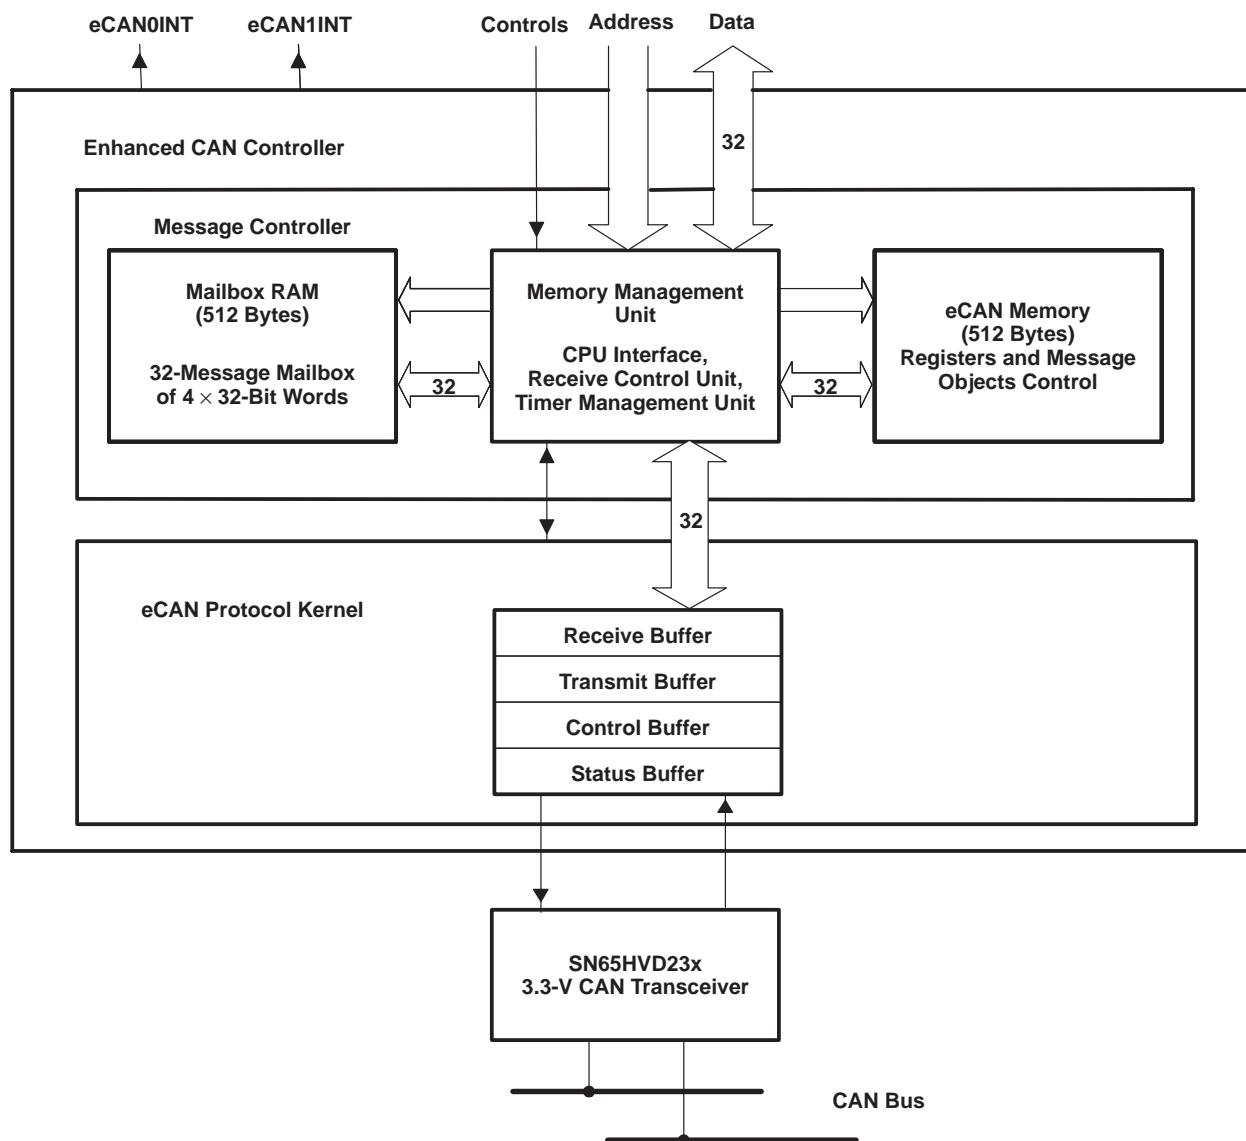 eCAN0INT
eCAN1INT
Controls
Address
Data
32
Enhanced CAN Controller
Message Controller
Mailbox RAM
(512 Bytes)
32-Message Mailbox
of 4 × 32-Bit Words
32
Memory Management
Unit
CPU Interface,
Receive Control Unit,
Timer Management Unit
32
eCAN Memory
(512 Bytes)
Registers and Message
Objects Control
32
eCAN Protocol Kernel
Receive Buffer
Transmit Buffer
Control Buffer
Status Buffer
SN65HVD23x
3.3-V CAN Transceiver
CAN Bus